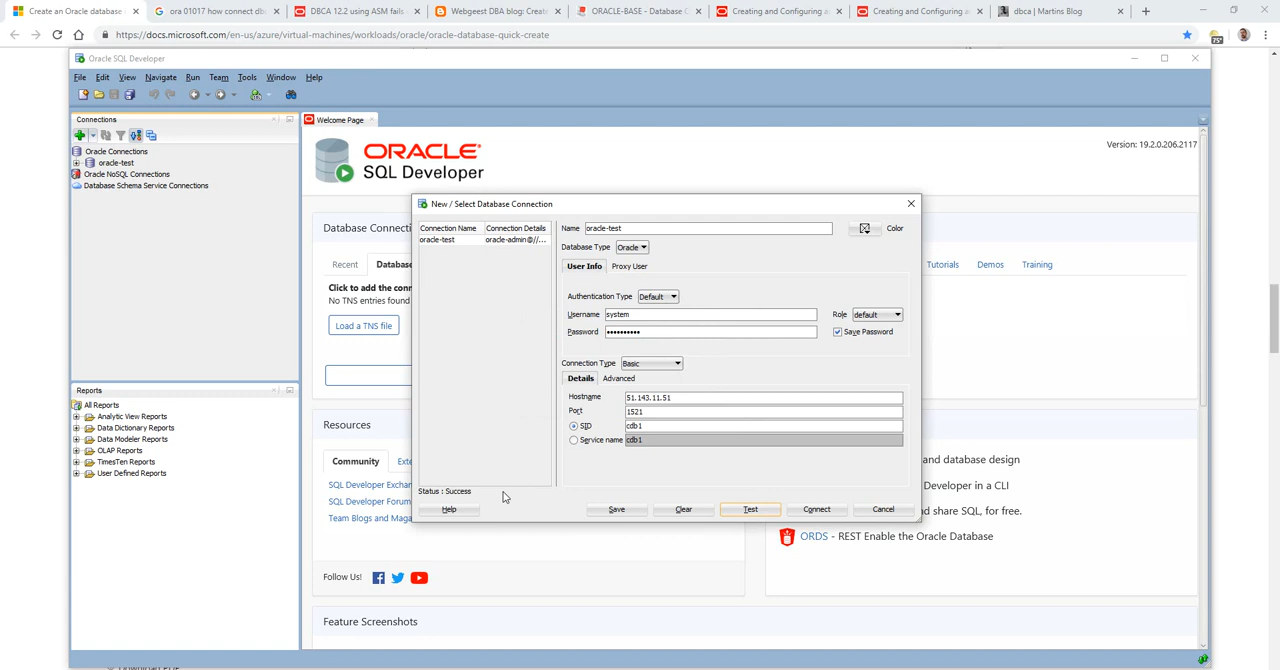 Create an Oracle database
ora 01017 how connect dba
DBCA 12.2 using ASM fails
Webgeest DBA blog: Create
ORACLE-BASE - Database C
Creating and Configuring a
Creating and Configuring a
dbca | Martins Blog
https://docs.microsoft.com/en-us/azure/virtual-machines/workloads/oracle/oracle-database-quick-create
75°
Oracle SQL Developer
File Edit View Navigate Run Team Tools Window Help
Connections
Oracle Connections
oracle-test
Oracle NoSQL Connections
Database Schema Service Connections
Reports
All Reports
Analytic View Reports
Data Dictionary Reports
Data Modeler Reports
OLAP Reports
TimesTen Reports
User Defined Reports
Welcome Page
ORACLE
SQL Developer
Version: 19.2.0.206.2117
Database Connecti
Recent Databas
Click to add the conn
No TNS entries found
Load a TNS file
Tutorials Demos Training
Resources
Community Exte
SQL Developer Exchan
SQL Developer Forum
Team Blogs and Maga
and database design
Developer in a CLI
and share SQL, for free.
ORDS - REST Enable the Oracle Database
Follow Us!
Feature Screenshots
New / Select Database Connection
Connection Name Connection Details
oracle-test oracle-admin@//...
Name oracle-test
Color
Database Type Oracle
User Info Proxy User
Authentication Type Default
Username system
Role default
Password ••••••••••
Save Password
Connection Type Basic
Details Advanced
Hostname 51.143.11.51
Port 1521
SID cdb1
Service name cdb1
Status : Success
Help Save Clear Test Connect Cancel
Download PDF